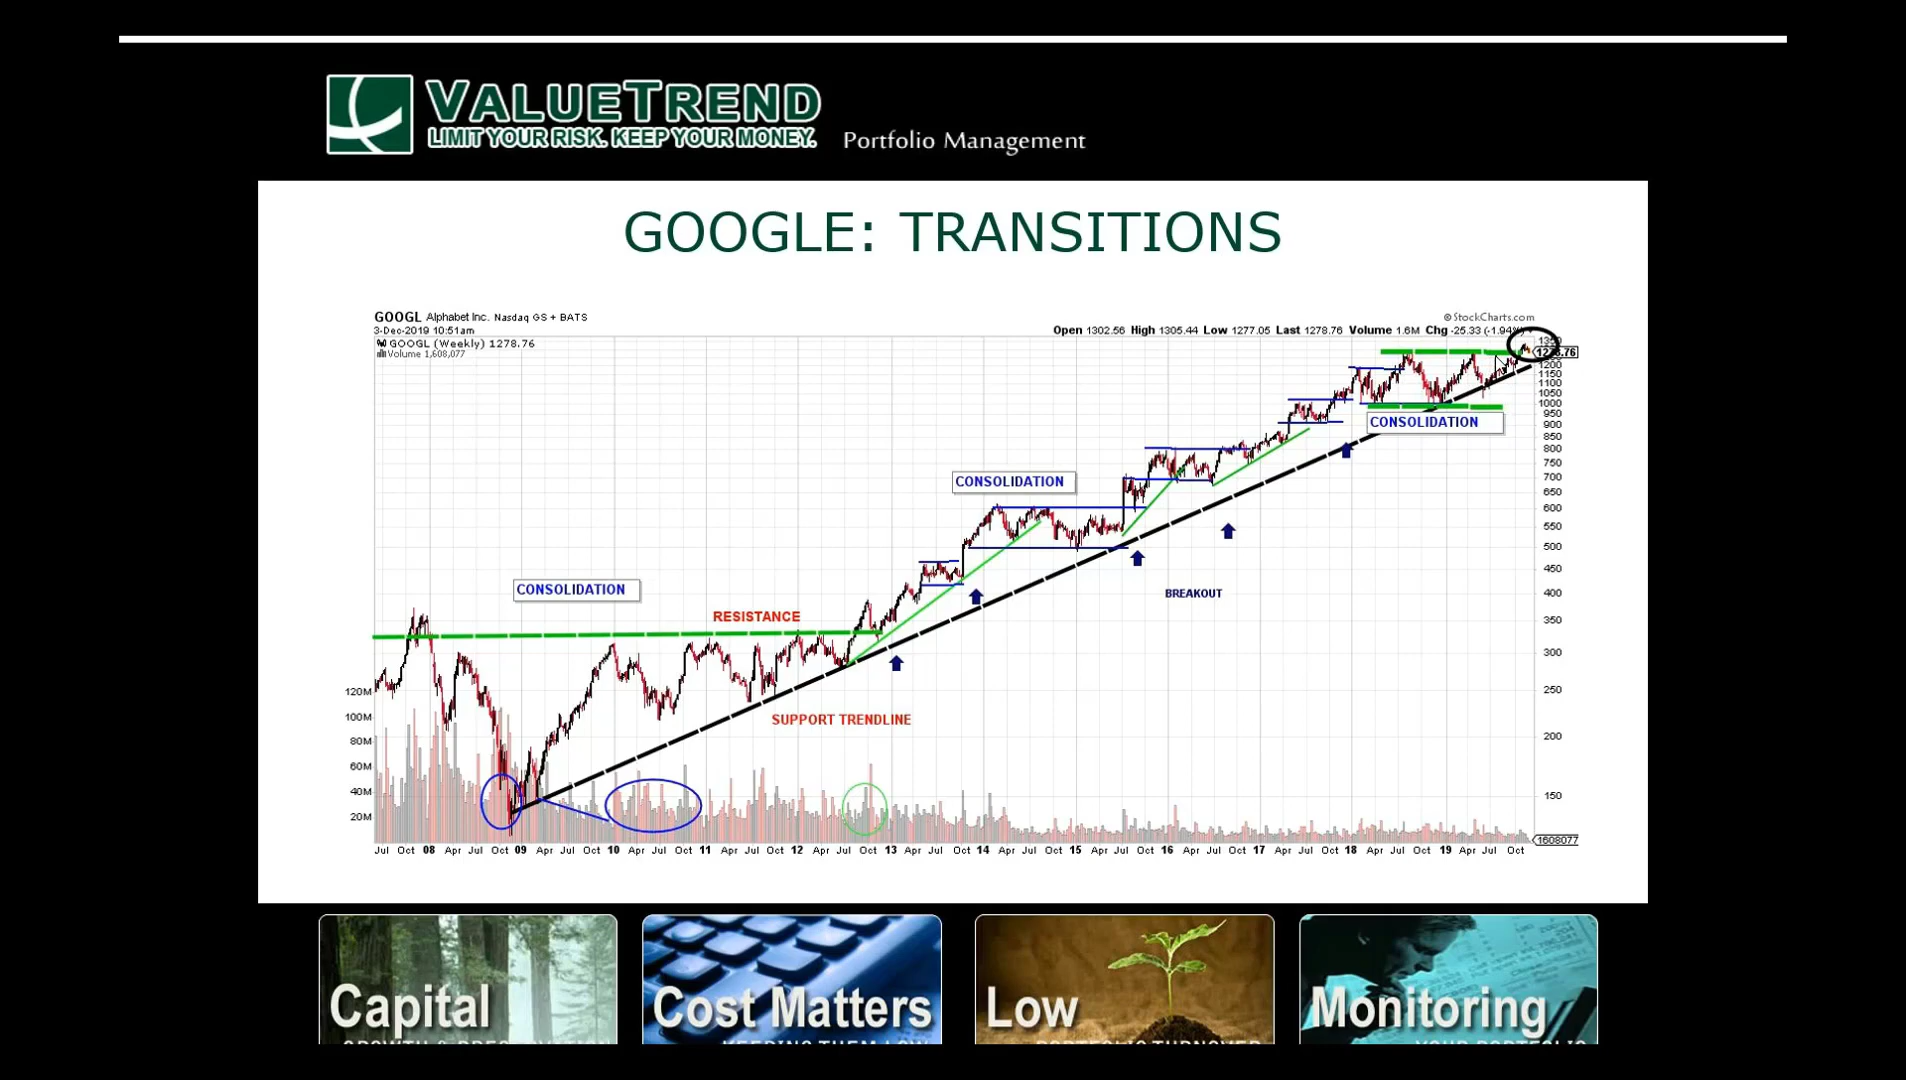 VALUETREND
LIMIT YOUR RISK. KEEP YOUR MONEY.
Portfolio Management
GOOGLE: TRANSITIONS
GOOGL Alphabet Inc. Nasdaq GS + BATS
© StockCharts.com
3-Dec-2019 10:51am
Open 1302.56 High 1305.44 Low 1277.05 Last 1278.76 Volume 1.6M Chg -25.33 (-1.94%)
GOOGL (Weekly) 1278.76
Volume 1,608,077
1200
1150
1100
1050
1000
950
900
850
800
750
700
650
600
550
500
450
400
350
300
250
200
150
1608077
120M
100M
80M
60M
40M
20M
CONSOLIDATION
CONSOLIDATION
CONSOLIDATION
RESISTANCE
BREAKOUT
SUPPORT TRENDLINE
Jul Oct 08 Apr Jul Oct 09 Apr Jul Oct 10 Apr Jul Oct 11 Apr Jul Oct 12 Apr Jul Oct 13 Apr Jul Oct 14 Apr Jul Oct 15 Apr Jul Oct 16 Apr Jul Oct 17 Apr Jul Oct 18 Apr Jul Oct 19 Apr Jul Oct
Capital
Cost Matters
Low
Monitoring